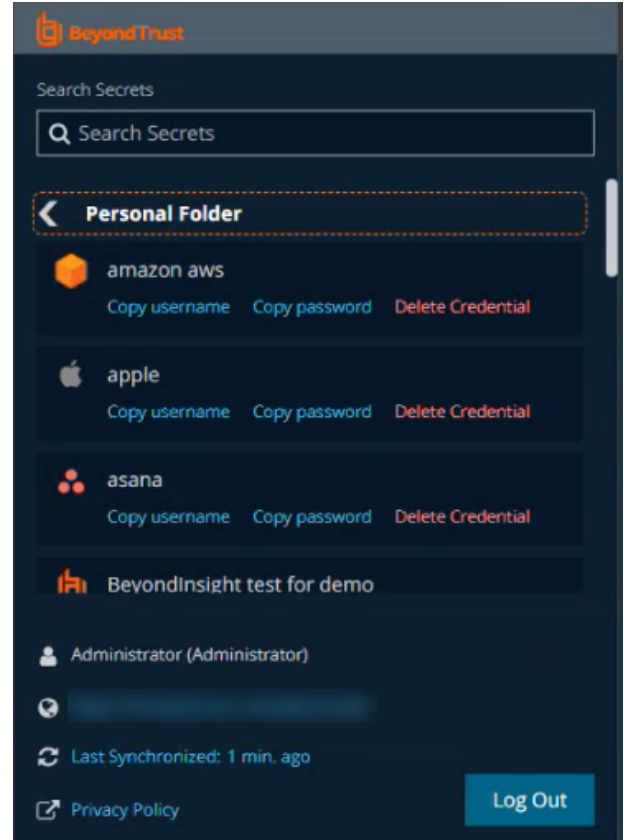 BeyondTrust
Search Secrets
Search Secrets
Personal Folder
amazon aws
Copy username Copy password Delete Credential
apple
Copy username Copy password Delete Credential
asana
Copy username Copy password Delete Credential
BeyondInsight test for demo
Administrator (Administrator)
Last Synchronized: 1 min. ago
Privacy Policy
Log Out